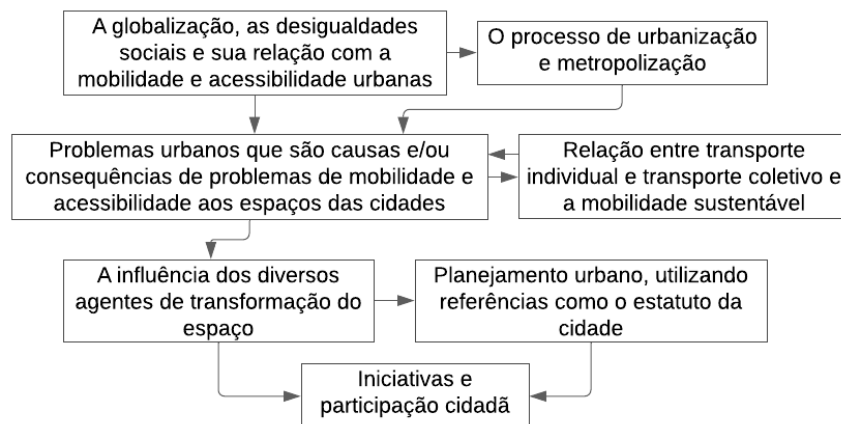 A globalização, as desigualdades
sociais e sua relação com a
mobilidade e acessibilidade urbanas
O processo de urbanização
e metropolização
Problemas urbanos que são causas e/ou
consequências de problemas de mobilidade e
acessibilidade aos espaços das cidades
Relação entre transporte
individual e transporte coletivo e
a mobilidade sustentável
A influência dos diversos
agentes de transformação do
espaço
Planejamento urbano, utilizando
referências como o estatuto da
cidade
Iniciativas e
participação cidadã